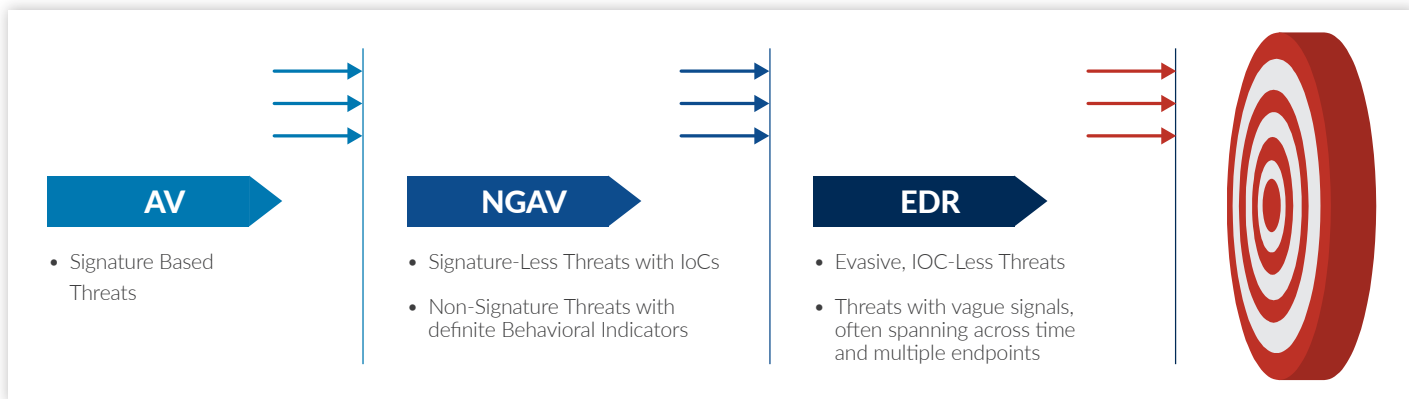 AV
• Signature Based
Threats
NGAV
• Signature-Less Threats with IoCs
• Non-Signature Threats with
definite Behavioral Indicators
EDR
• Evasive, IOC-Less Threats
• Threats with vague signals,
often spanning across time
and multiple endpoints